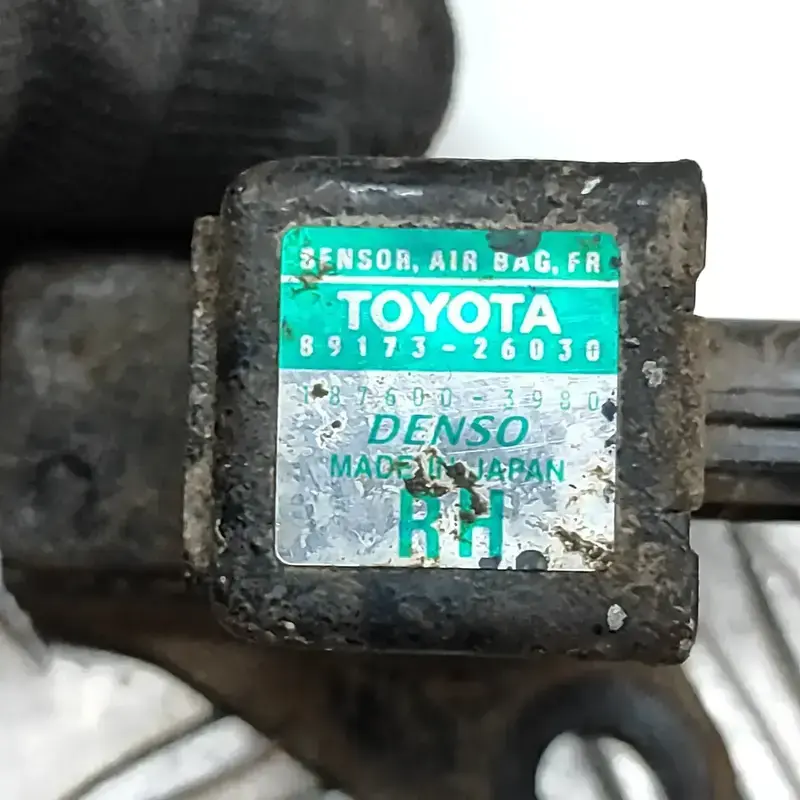 SENSOR, AIR BAG, FR
TOYOTA
89173-26030
187600-3980
DENSO
MADE IN JAPAN
RH